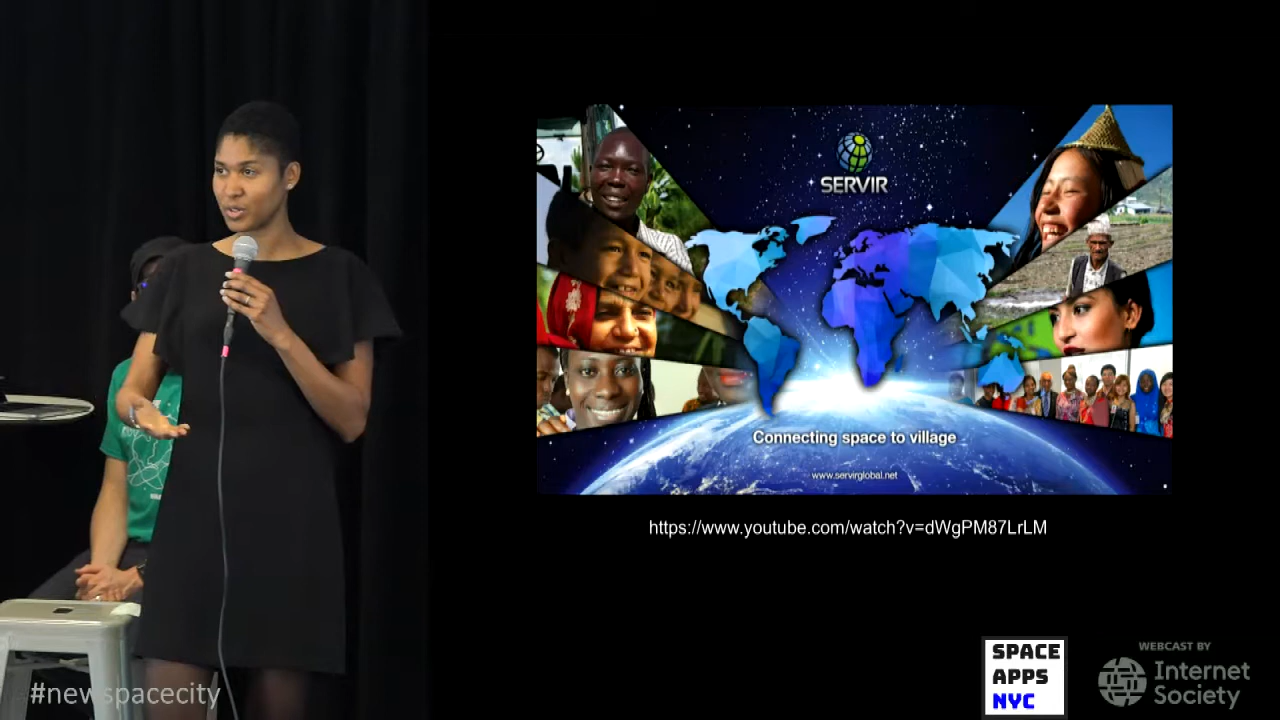 SERVIR
Connecting space to village
www.servirglobal.net
https://www.youtube.com/watch?v=dWgPM87LrLM
#newspacecity
SPACE
APPS
NYC
WEBCAST BY
Internet
Society